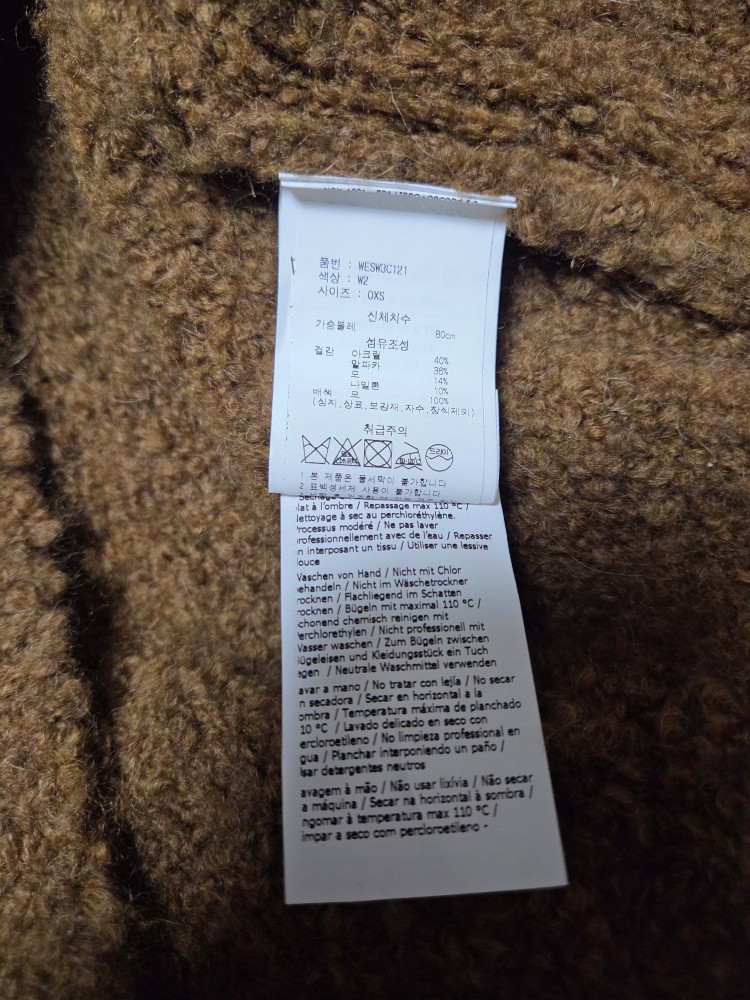 품번 : WESW3C121
색상 : W2
사이즈 : OXS
신체치수
가슴둘레 80cm
섬유조성
겉감 아크릴 40%
알파카 36%
모 14%
나일론 10%
배색 모 100%
(심지,상표,보강재,자수,장식제외)
취급주의
드라이
1.본 제품은 물세탁이 불가합니다
2.표백성세제 사용이 불가합니다
lat à l'ombre / Repassage max 110 °C /
lettoyage à sec au perchloréthylène.
rocessus modéré / Ne pas laver
rofessionnellement avec de l'eau / Repasser
n interposant un tissu / Utiliser une lessive
louce
Vaschen von Hand / Nicht mit Chlor
ehandeln / Nicht im Wäschetrockner
rocknen / Flachliegend im Schatten
rocknen / Bügeln mit maximal 110 °C /
chonend chemisch reinigen mit
erchlorethylen / Nicht professionell mit
Vasser waschen / Zum Bügeln zwischen
ügeleisen und Kleidungsstück ein Tuch
egen / Neutrale Waschmittel verwenden
avar a mano / No tratar con lejía / No secar
n secadora / Secar en horizontal a la
ombra / Temperatura máxima de planchado
10 °C / Lavado delicado en seco con
ercloroetileno / No limpieza professional en
gua / Planchar interponiendo un paño /
lsar detergentes neutros
avagem à mão / Não usar lixívia / Não secar
a máquina / Secar na horizontal à sombra /
ngomar à temperatura max 110 °C /
impar a seco com percloroetileno -